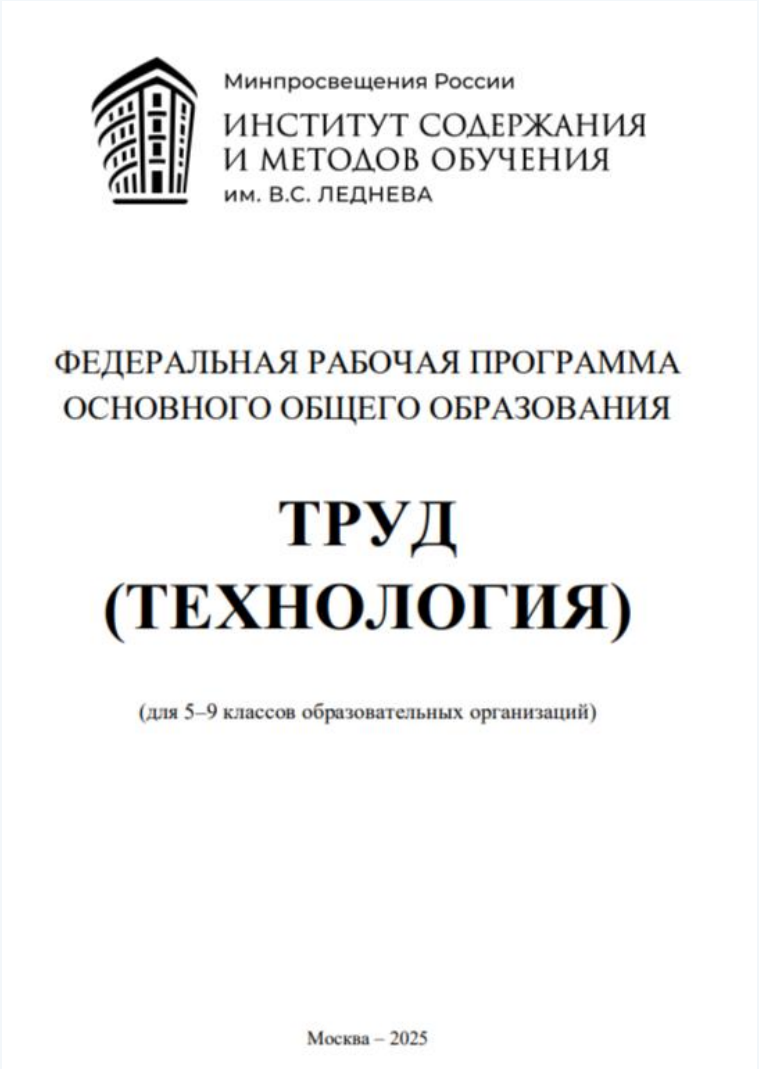 Минпросвещения России
ИНСТИТУТ СОДЕРЖАНИЯ
И МЕТОДОВ ОБУЧЕНИЯ
им. В.С. ЛЕДНЕВА
ФЕДЕРАЛЬНАЯ РАБОЧАЯ ПРОГРАММА
ОСНОВНОГО ОБЩЕГО ОБРАЗОВАНИЯ
ТРУД
(ТЕХНОЛОГИЯ)
(для 5–9 классов образовательных организаций)
Москва – 2025